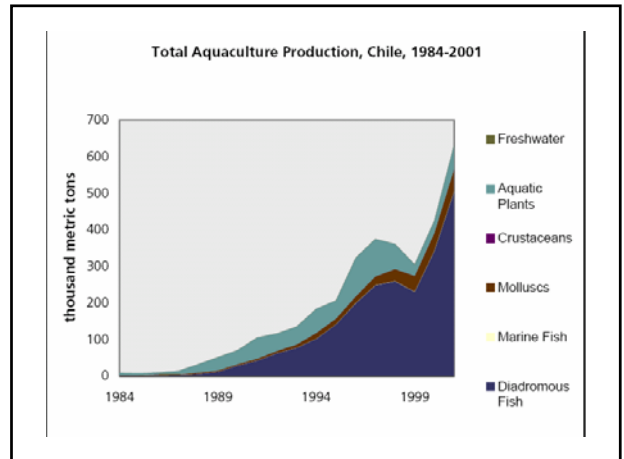 Total Aquaculture Production, Chile, 1984-2001
thousand metric tons
700
600
500
400
300
200
100
0
1984
1989
1994
1999
Freshwater
Aquatic
Plants
Crustaceans
Molluscs
Marine Fish
Diadromous
Fish